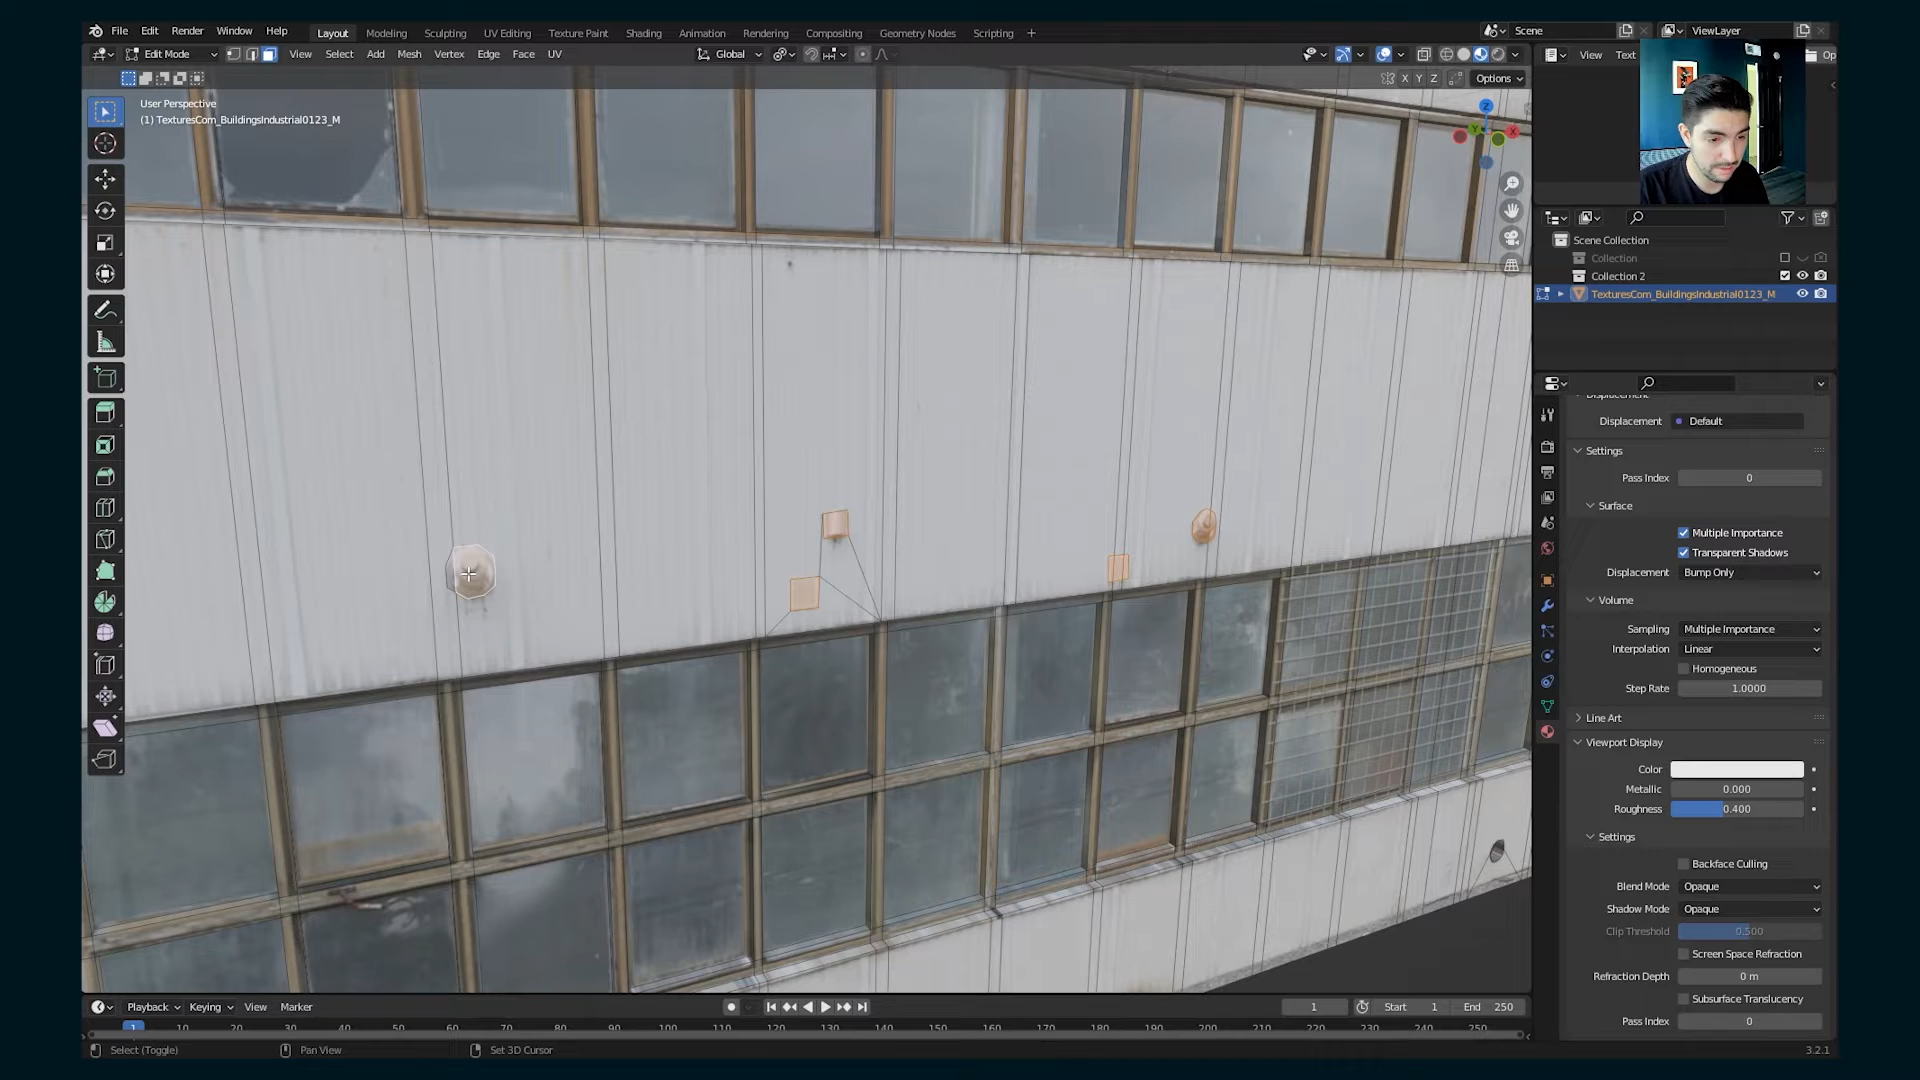 File Edit Render Window Help
Layout Modeling Sculpting UV Editing Texture Paint Shading Animation Rendering Compositing Geometry Nodes Scripting +
Scene
ViewLayer
Edit Mode
View Select Add Mesh Vertex Edge Face UV
Global
View Text Op
X Y Z Options
User Perspective
(1) TexturesCom_BuildingsIndustrial0123_M
Z
Y
X
Scene Collection
Collection
Collection 2
TexturesCom_BuildingsIndustrial0123_M
Displacement
Displacement Default
Settings
Pass Index 0
Surface
Multiple Importance
Transparent Shadows
Displacement Bump Only
Volume
Sampling Multiple Importance
Interpolation Linear
Homogeneous
Step Rate 1.0000
Line Art
Viewport Display
Color
Metallic 0.000
Roughness 0.400
Settings
Backface Culling
Blend Mode Opaque
Shadow Mode Opaque
Clip Threshold 0.500
Screen Space Refraction
Refraction Depth 0 m
Subsurface Translucency
Pass Index 0
Playback Keying View Marker
1 Start 1 End 250
1 10 20 30 40 50 60 70 80 90 100 110 120 130 140 150 160 170 180 190 200 210 220 230 240 250
Select (Toggle) Pan View Set 3D Cursor
3.2.1